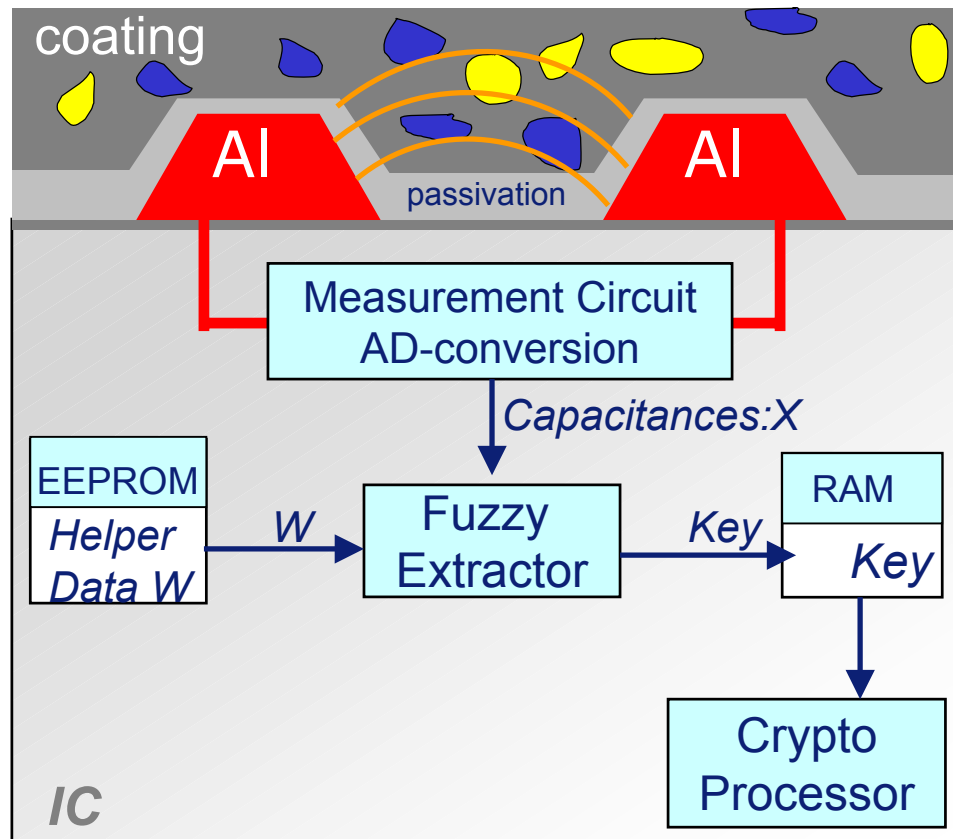 coating
Al
Al
passivation
Measurement Circuit
AD-conversion
Capacitances:X
EEPROM
Helper
Data W
W
Fuzzy
Extractor
Key
RAM
Key
Crypto
Processor
IC